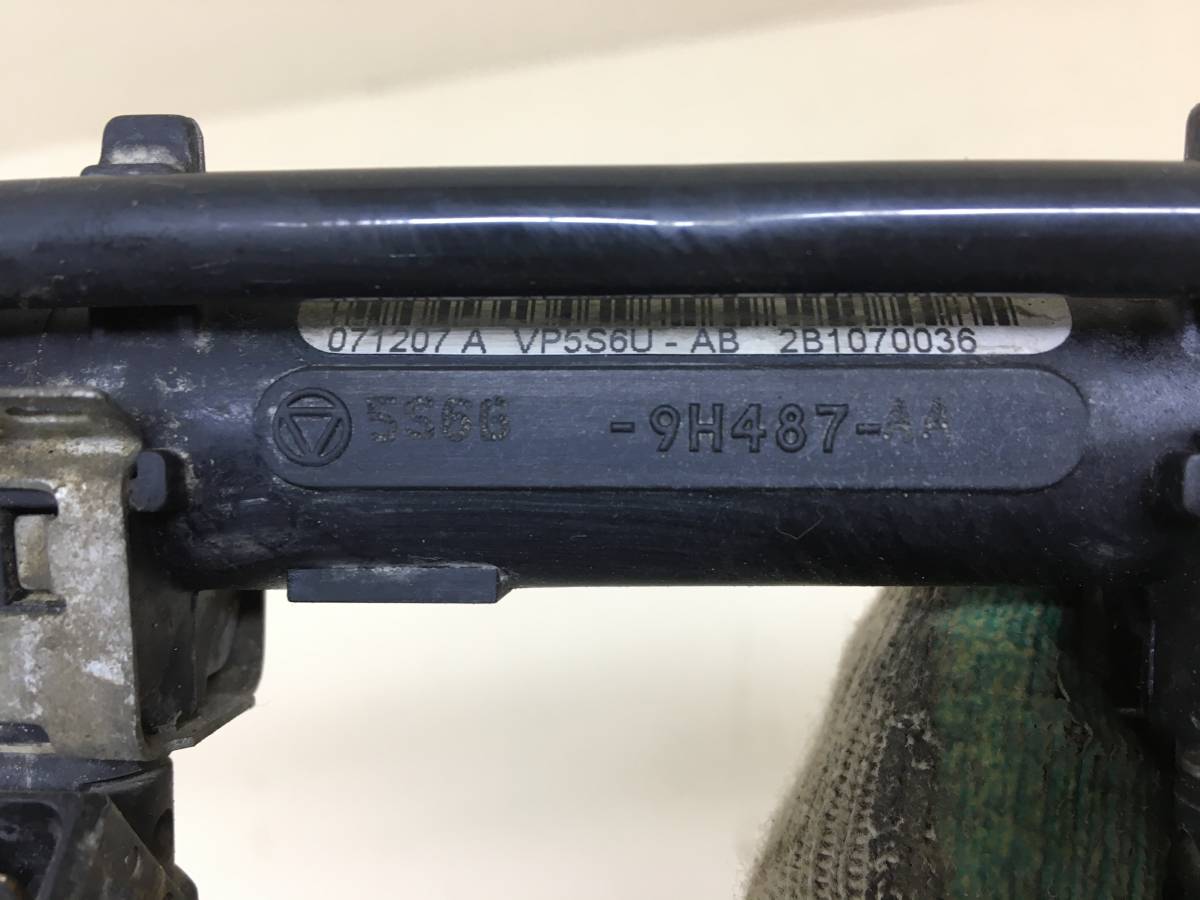 071207 A VP5S6U - AB 2B1070036
5S6G -9H487-AA